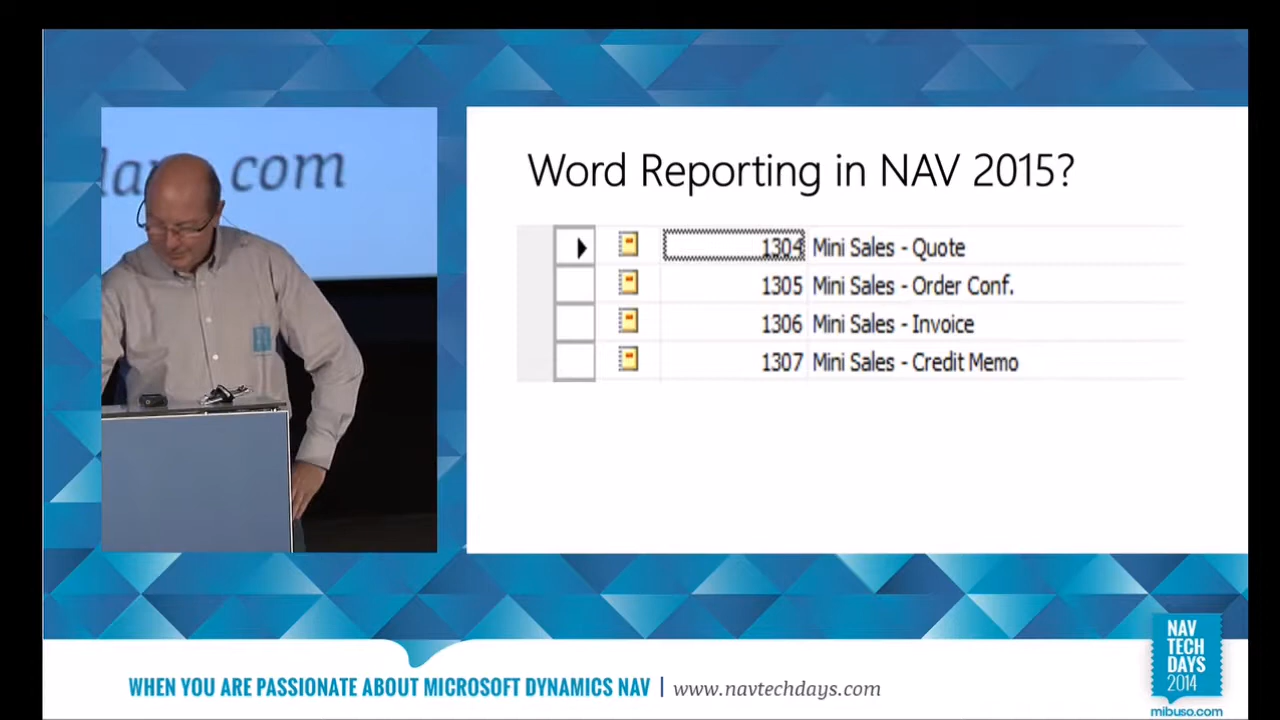 days.com
Word Reporting in NAV 2015?
1304 Mini Sales - Quote
1305 Mini Sales - Order Conf.
1306 Mini Sales - Invoice
1307 Mini Sales - Credit Memo
WHEN YOU ARE PASSIONATE ABOUT MICROSOFT DYNAMICS NAV | www.navtechdays.com
NAV
TECH
DAYS
2014
mibuso.com